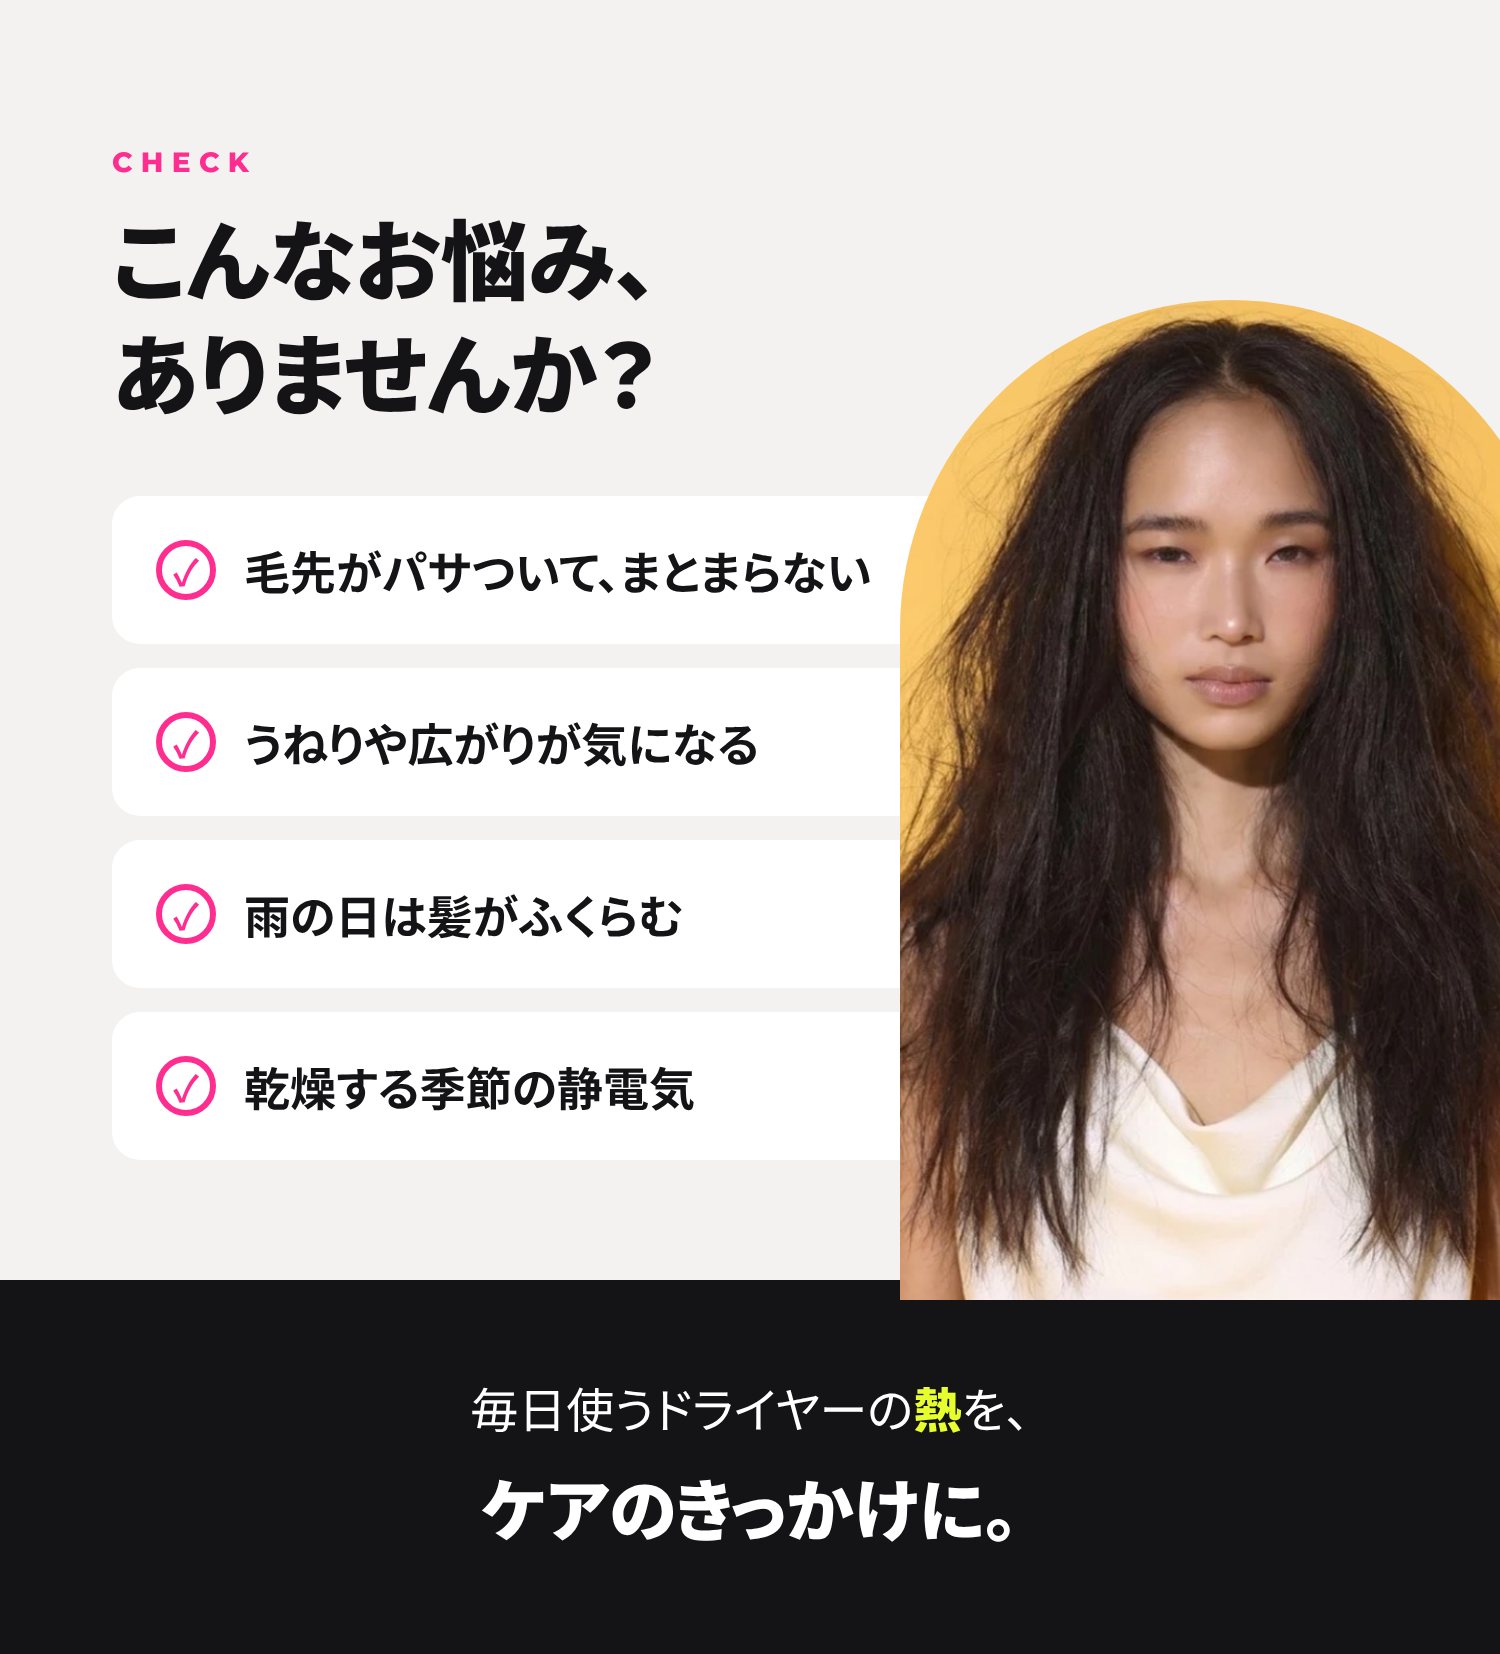 CHECK
こんなお悩み、
ありませんか?
毛先がパサついて、まとまらない
うねりや広がりが気になる
雨の日は髪がふくらむ
乾燥する季節の静電気
毎日使うドライヤーの熱を、
ケアのきっかけに。